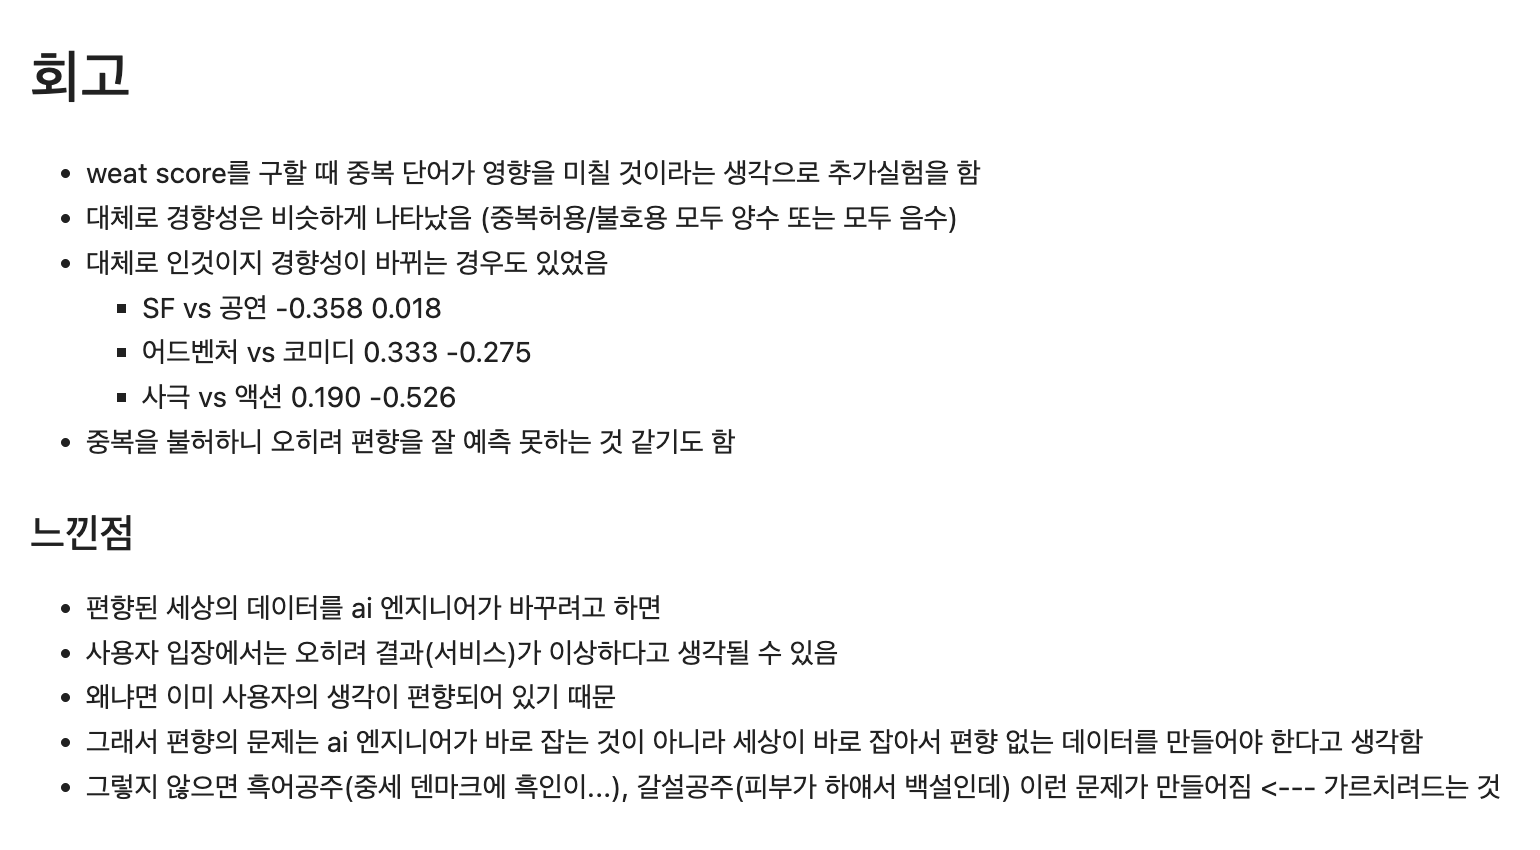 회고
weat score를 구할 때 중복 단어가 영향을 미칠 것이라는 생각으로 추가실험을 함
대체로 경향성은 비슷하게 나타났음 (중복허용/불호용 모두 양수 또는 모두 음수)
대체로 인것이지 경향성이 바뀌는 경우도 있었음
SF vs 공연 -0.358 0.018
어드벤처 vs 코미디 0.333 -0.275
사극 vs 액션 0.190 -0.526
중복을 불허하니 오히려 편향을 잘 예측 못하는 것 같기도 함
느낀점
편향된 세상의 데이터를 ai 엔지니어가 바꾸려고 하면
사용자 입장에서는 오히려 결과(서비스)가 이상하다고 생각될 수 있음
왜냐면 이미 사용자의 생각이 편향되어 있기 때문
그래서 편향의 문제는 ai 엔지니어가 바로 잡는 것이 아니라 세상이 바로 잡아서 편향 없는 데이터를 만들어야 한다고 생각함
그렇지 않으면 흑어공주(중세 덴마크에 흑인이...), 갈설공주(피부가 하얘서 백설인데) 이런 문제가 만들어짐 <--- 가르치려드는 것